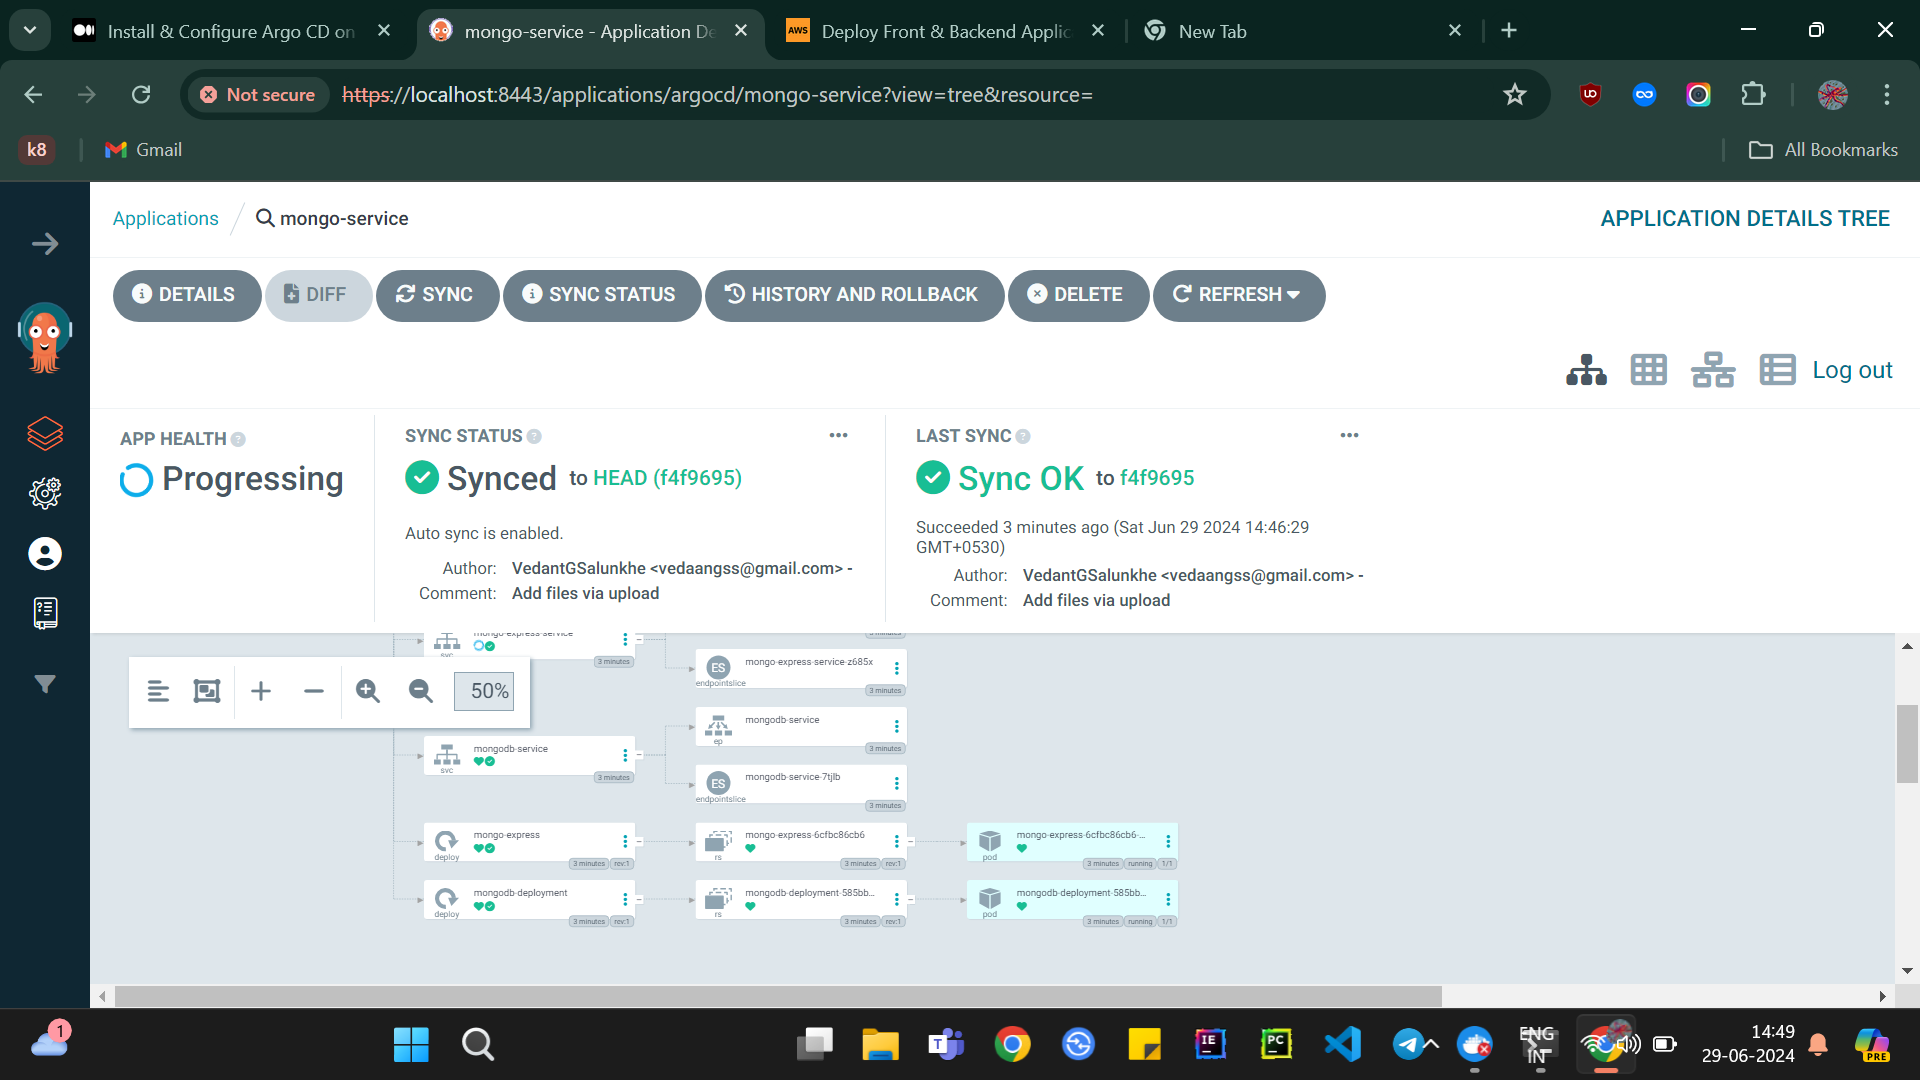 Install & Configure Argo CD on
mongo-service - Application De
AWS
Deploy Front & Backend Applic
New Tab
Not secure
https://localhost:8443/applications/argocd/mongo-service?view=tree&resource=
k8
Gmail
All Bookmarks
Applications
mongo-service
APPLICATION DETAILS TREE
DETAILS
DIFF
SYNC
SYNC STATUS
HISTORY AND ROLLBACK
DELETE
REFRESH
Log out
APP HEALTH
Progressing
SYNC STATUS
Synced to HEAD (f4f9695)
Auto sync is enabled.
Author: VedantGSalunkhe <vedaangss@gmail.com> -
Comment: Add files via upload
LAST SYNC
Sync OK to f4f9695
Succeeded 3 minutes ago (Sat Jun 29 2024 14:46:29
GMT+0530)
Author: VedantGSalunkhe <vedaangss@gmail.com> -
Comment: Add files via upload
mongo-express-service
svc
3 minutes
3 minutes
ES
endpointslice
mongo-express-service-z685x
3 minutes
50%
mongodb-service
ep
3 minutes
mongodb-service
svc
3 minutes
ES
endpointslice
mongodb-service-7tjlb
3 minutes
mongo-express
deploy
3 minutes rev:1
mongo-express-6cfbc86cb6
rs
3 minutes rev:1
mongo-express-6cfbc86cb6-...
pod
3 minutes running 1/1
mongodb-deployment
deploy
3 minutes rev:1
mongodb-deployment-585bb...
rs
3 minutes rev:1
mongodb-deployment-585bb...
pod
3 minutes running 1/1
1
T
IE
PC
ENG
IN
14:49
29-06-2024
PRE